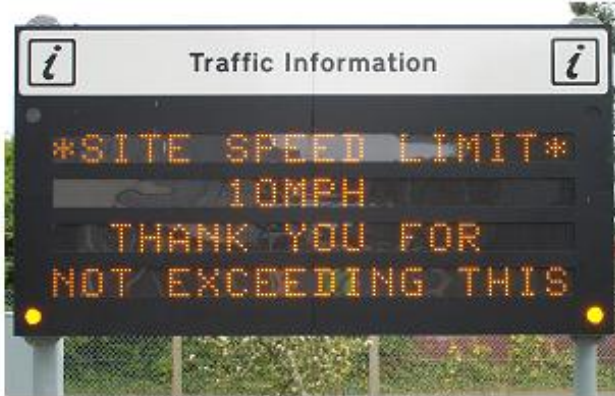 i Traffic Information i
*SITE SPEED LIMIT*
10MPH
THANK YOU FOR
NOT EXCEEDING THIS